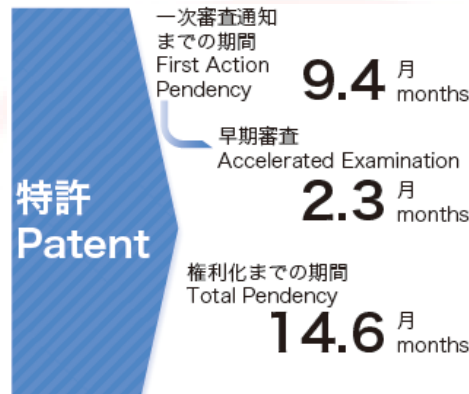 特許
Patent
一次審査通知
までの期間
First Action
Pendency
9.4 月
months
早期審査
Accelerated Examination
2.3 月
months
権利化までの期間
Total Pendency
14.6 月
months